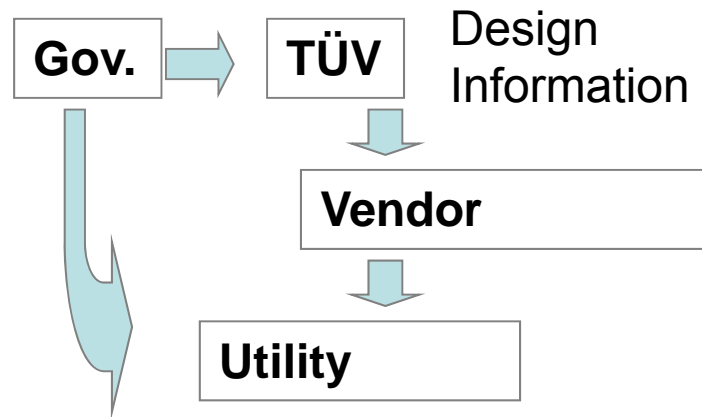 Gov.
TÜV
Design
Information
Vendor
Utility